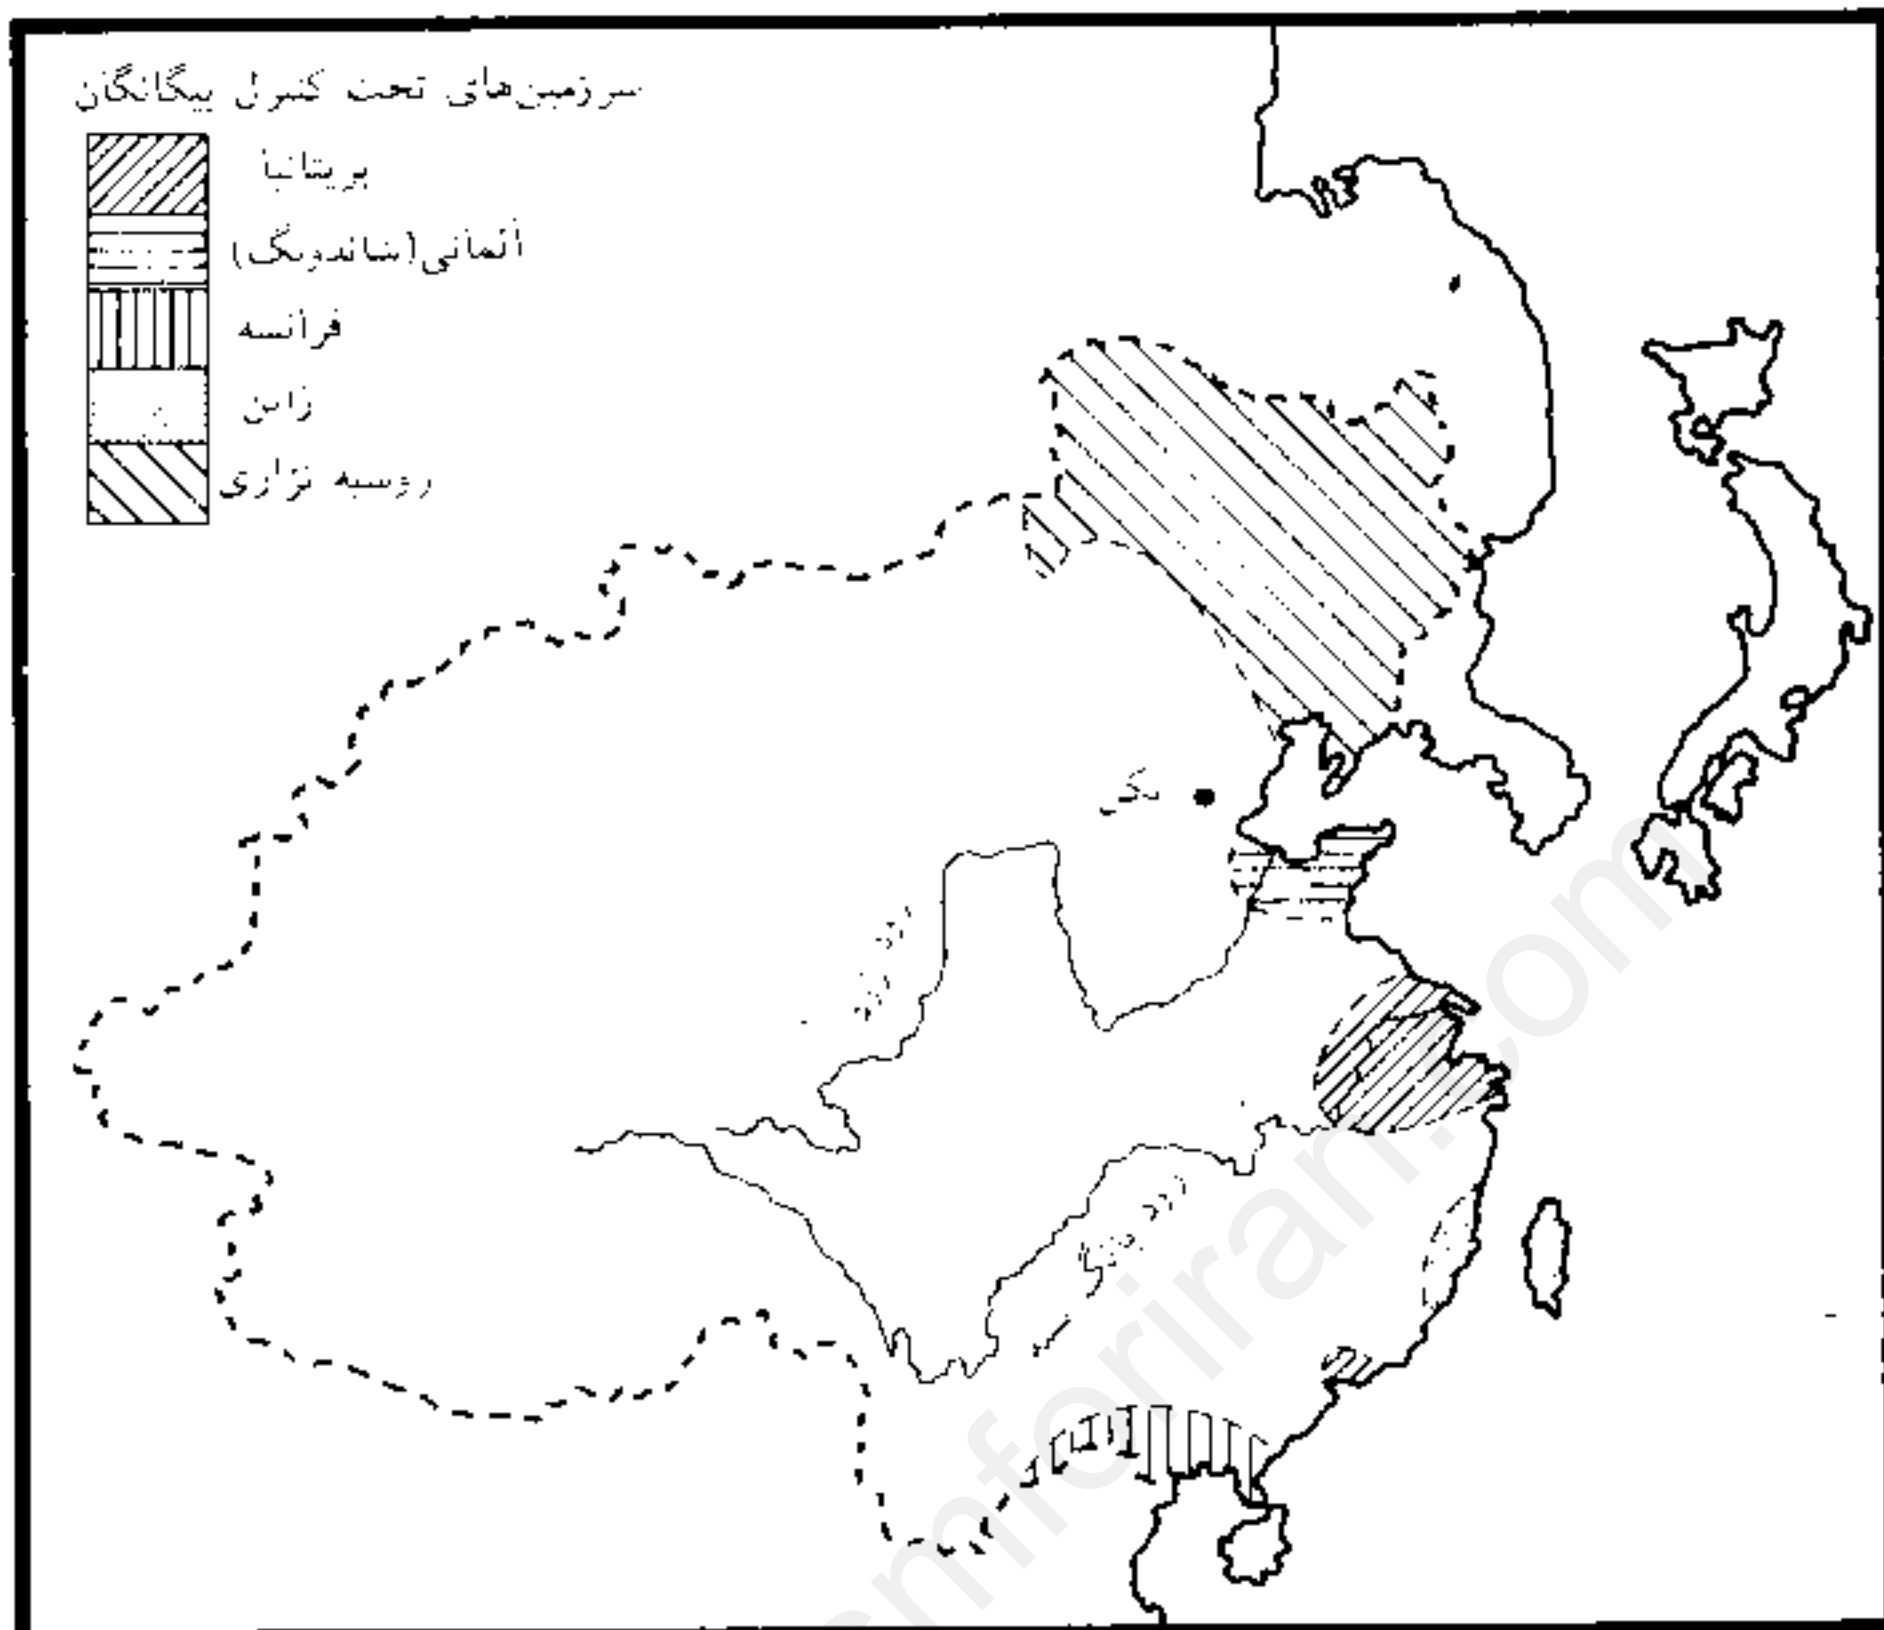 سرزمین‌های تحت کنترل بیگانگان
بریتانیا
آلمانی (شاندونگ)
فرانسه
ژاپن
روسیه تزاری
پکن